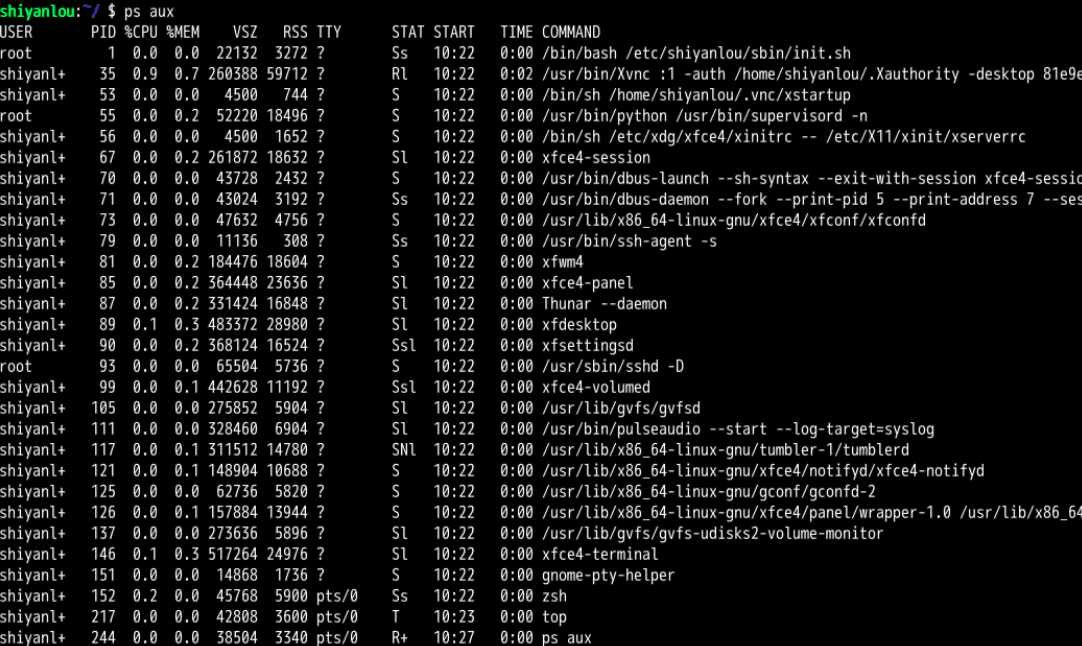 shiyanlou:~/ $ ps aux
USER PID %CPU %MEM VSZ RSS TTY STAT START TIME COMMAND
root 1 0.0 0.0 22132 3272 ? Ss 10:22 0:00 /bin/bash /etc/shiyanlou/sbin/init.sh
shiyanl+ 35 0.9 0.7 260388 59712 ? Rl 10:22 0:02 /usr/bin/Xvnc :1 -auth /home/shiyanlou/.Xauthority -desktop 81e9e
shiyanl+ 53 0.0 0.0 4500 744 ? S 10:22 0:00 /bin/sh /home/shiyanlou/.vnc/xstartup
root 55 0.0 0.2 52220 18496 ? S 10:22 0:00 /usr/bin/python /usr/bin/supervisord -n
shiyanl+ 56 0.0 0.0 4500 1652 ? S 10:22 0:00 /bin/sh /etc/xdg/xfce4/xinitrc -- /etc/X11/xinit/xserverrc
shiyanl+ 67 0.0 0.2 261872 18632 ? Sl 10:22 0:00 xfce4-session
shiyanl+ 70 0.0 0.0 43728 2432 ? S 10:22 0:00 /usr/bin/dbus-launch --sh-syntax --exit-with-session xfce4-sessio
shiyanl+ 71 0.0 0.0 43024 3192 ? Ss 10:22 0:00 /usr/bin/dbus-daemon --fork --print-pid 5 --print-address 7 --ses
shiyanl+ 73 0.0 0.0 47632 4756 ? S 10:22 0:00 /usr/lib/x86_64-linux-gnu/xfce4/xfconf/xfconfd
shiyanl+ 79 0.0 0.0 11136 308 ? Ss 10:22 0:00 /usr/bin/ssh-agent -s
shiyanl+ 81 0.0 0.2 184476 18604 ? S 10:22 0:00 xfwm4
shiyanl+ 85 0.0 0.2 364448 23636 ? Sl 10:22 0:00 xfce4-panel
shiyanl+ 87 0.0 0.2 331424 16848 ? Sl 10:22 0:00 Thunar --daemon
shiyanl+ 89 0.1 0.3 483372 28980 ? Sl 10:22 0:00 xfdesktop
shiyanl+ 90 0.0 0.2 368124 16524 ? Ssl 10:22 0:00 xfsettingsd
root 93 0.0 0.0 65504 5736 ? S 10:22 0:00 /usr/sbin/sshd -D
shiyanl+ 99 0.0 0.1 442628 11192 ? Ssl 10:22 0:00 xfce4-volumed
shiyanl+ 105 0.0 0.0 275852 5904 ? Sl 10:22 0:00 /usr/lib/gvfs/gvfsd
shiyanl+ 111 0.0 0.0 328460 6904 ? Sl 10:22 0:00 /usr/bin/pulseaudio --start --log-target=syslog
shiyanl+ 117 0.0 0.1 311512 14780 ? SNl 10:22 0:00 /usr/lib/x86_64-linux-gnu/tumbler-1/tumblerd
shiyanl+ 121 0.0 0.1 148904 10688 ? S 10:22 0:00 /usr/lib/x86_64-linux-gnu/xfce4/notifyd/xfce4-notifyd
shiyanl+ 125 0.0 0.0 62736 5820 ? S 10:22 0:00 /usr/lib/x86_64-linux-gnu/gconf/gconfd-2
shiyanl+ 126 0.0 0.1 157884 13944 ? S 10:22 0:00 /usr/lib/x86_64-linux-gnu/xfce4/panel/wrapper-1.0 /usr/lib/x86_64
shiyanl+ 137 0.0 0.0 273636 5896 ? Sl 10:22 0:00 /usr/lib/gvfs/gvfs-udisks2-volume-monitor
shiyanl+ 146 0.1 0.3 517264 24976 ? Sl 10:22 0:00 xfce4-terminal
shiyanl+ 151 0.0 0.0 14868 1736 ? S 10:22 0:00 gnome-pty-helper
shiyanl+ 152 0.2 0.0 45768 5900 pts/0 Ss 10:22 0:00 zsh
shiyanl+ 217 0.0 0.0 42808 3600 pts/0 T 10:23 0:00 top
shiyanl+ 244 0.0 0.0 38504 3340 pts/0 R+ 10:27 0:00 ps aux